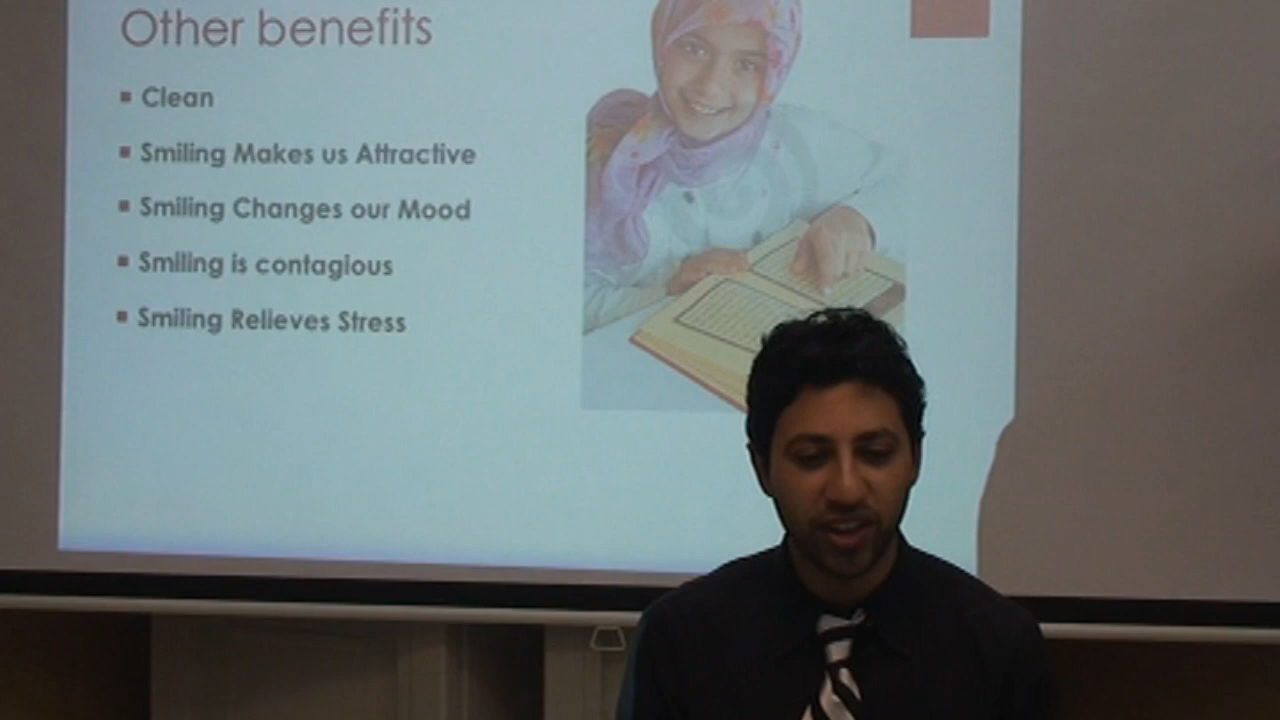 Other benefits
Clean
Smiling Makes us Attractive
Smiling Changes our Mood
Smiling is contagious
Smiling Relieves Stress